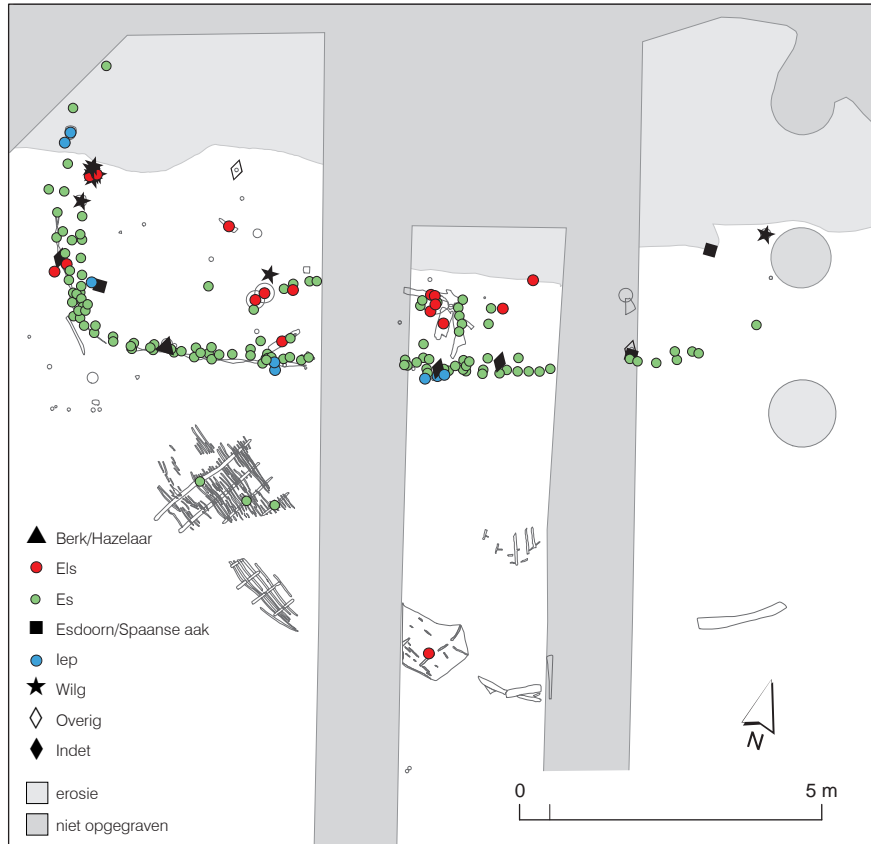 Berk/Hazelaar
Els
Es
Esdoorn/Spaanse aak
Iep
Wilg
Overig
Indet
erosie
niet opgegraven
N
0 5 m